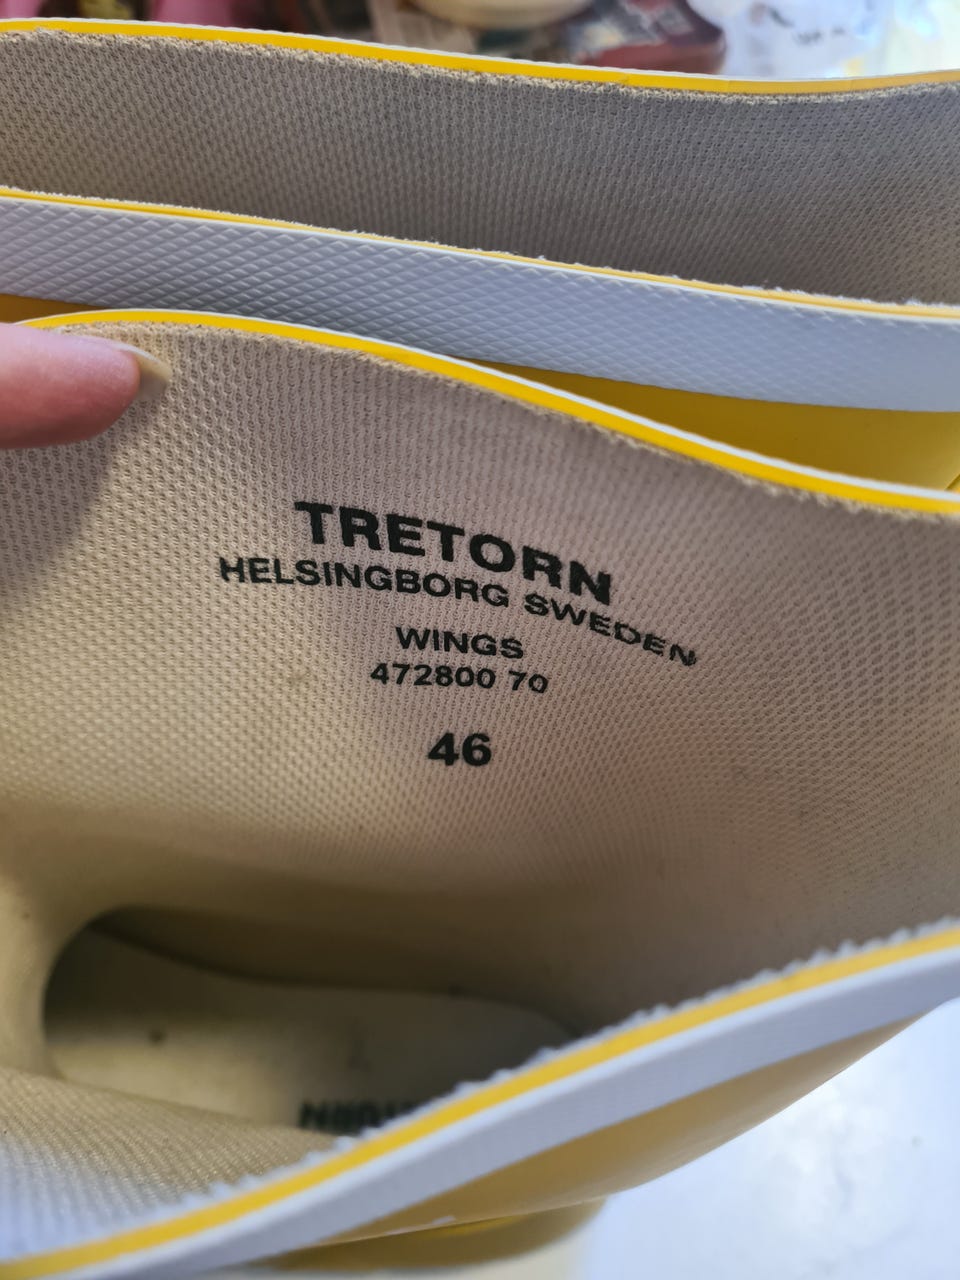 TRETORN
HELSINGBORG SWEDEN
WINGS
472800 70
46